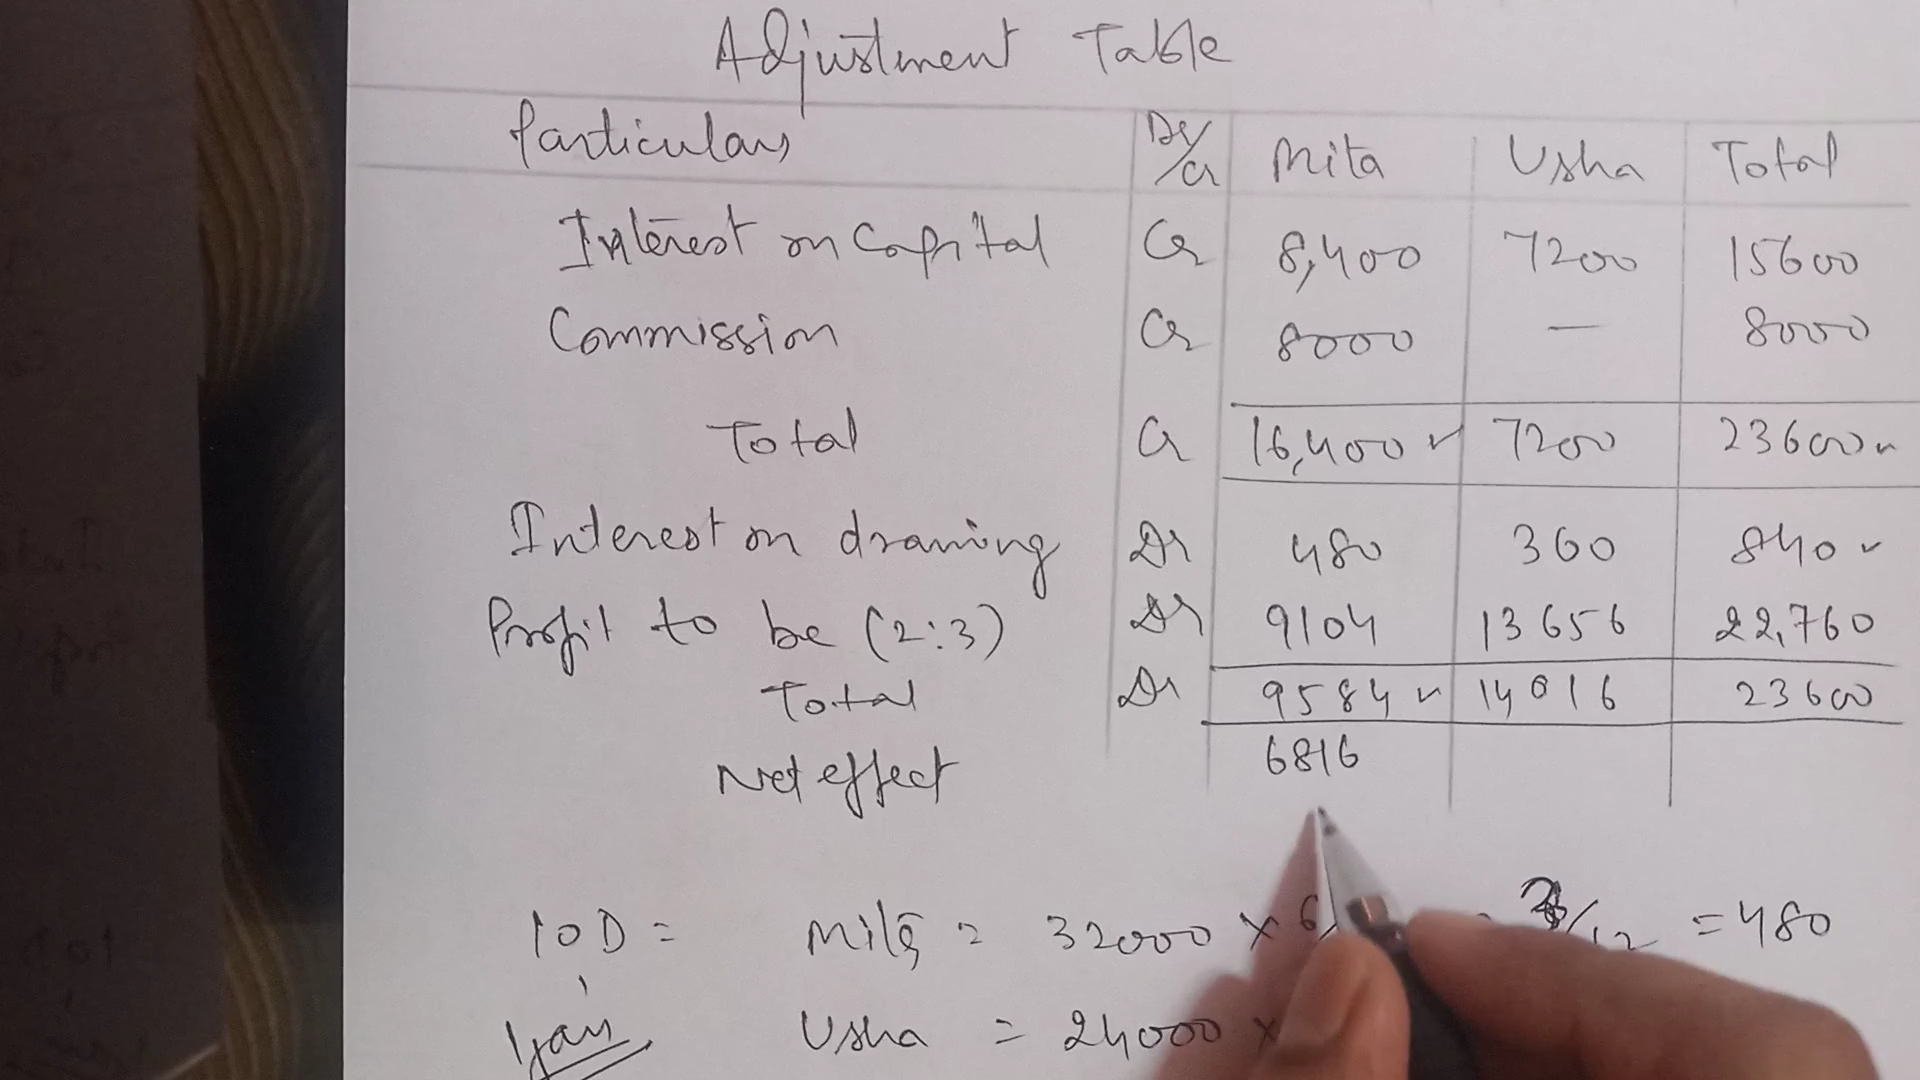 Adjustment Table
Particulars Dr/Cr Mita Usha Total
Interest on Capital Cr 8,400 7200 15600
Commission Cr 8000 — 8000
Total Cr 16,400 ✓ 7200 23600 ✓
Interest on drawing Dr 480 360 840 ✓
Profit to be (2:3) Dr 9104 13656 22,760
Total Dr 9584 ✓ 14016 23600
Net effect 6816
IOD = Mita = 32000 × 6 /12 = 480
Usha = 24000 ×